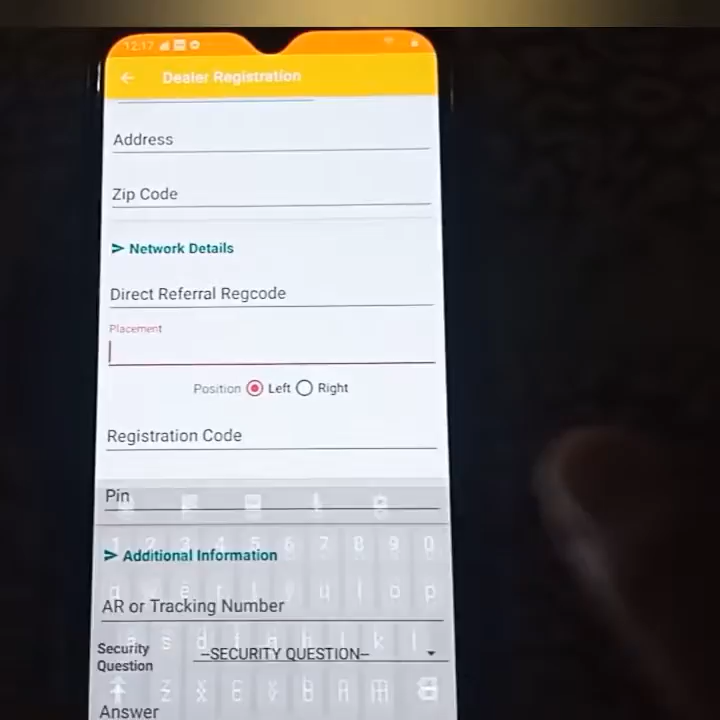 12:17
Dealer Registration
Address
Zip Code
Network Details
Direct Referral Regcode
Placement
Position Left Right
Registration Code
Pin
1 2 3 4 5 6 7 8 9 0
Additional Information
q e r t y u i o p
AR or Tracking Number
a s d f g h j k l
Security Question
--SECURITY QUESTION--
z x c v b n m
Answer